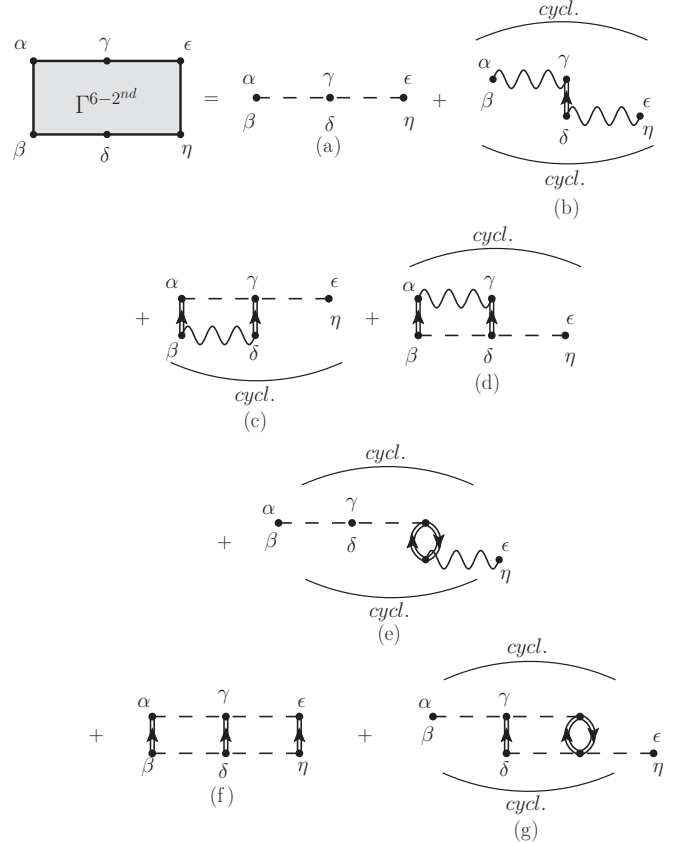 cycl.
α γ ϵ
Γ^{6−2^{nd}} = α γ ϵ + α γ ϵ
β δ η
β δ η
β δ η
(a)
cycl.
(b)
cycl.
+ α γ ϵ + α γ ϵ
β δ η
β δ η
(d)
cycl.
(c)
cycl.
+ α γ ϵ
β δ η
cycl.
(e)
cycl.
+ α γ ϵ + α γ ϵ
β δ η
β δ η
(f)
cycl.
(g)